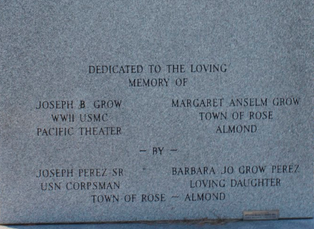 DEDICATED TO THE LOVING
MEMORY OF
JOSEPH B GROW
WWII USMC
PACIFIC THEATER
MARGARET ANSELM GROW
TOWN OF ROSE
ALMOND
— BY —
JOSEPH PEREZ SR
USN CORPSMAN
BARBARA JO GROW PEREZ
LOVING DAUGHTER
TOWN OF ROSE — ALMOND